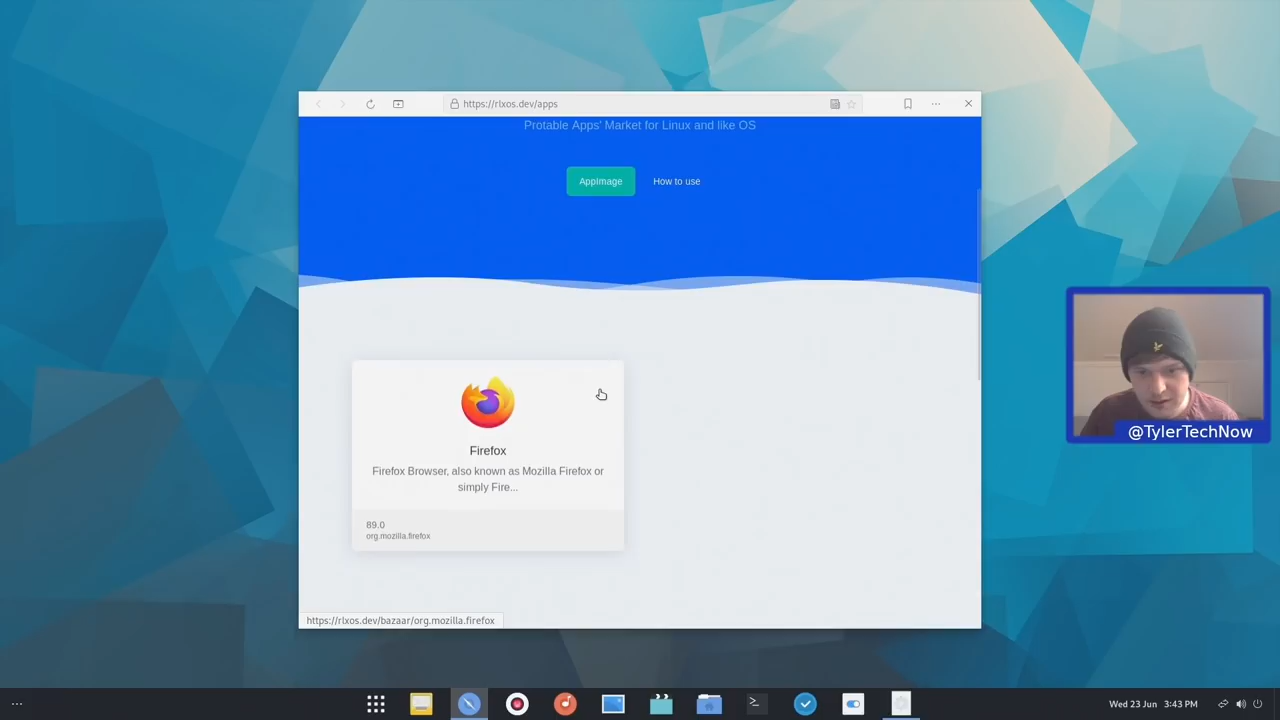 https://rlxos.dev/apps
Protable Apps' Market for Linux and like OS
AppImage
How to use
Firefox
Firefox Browser, also known as Mozilla Firefox or
simply Fire...
89.0
org.mozilla.firefox
https://rlxos.dev/bazaar/org.mozilla.firefox
@TylerTechNow
Wed 23 Jun 3:43 PM